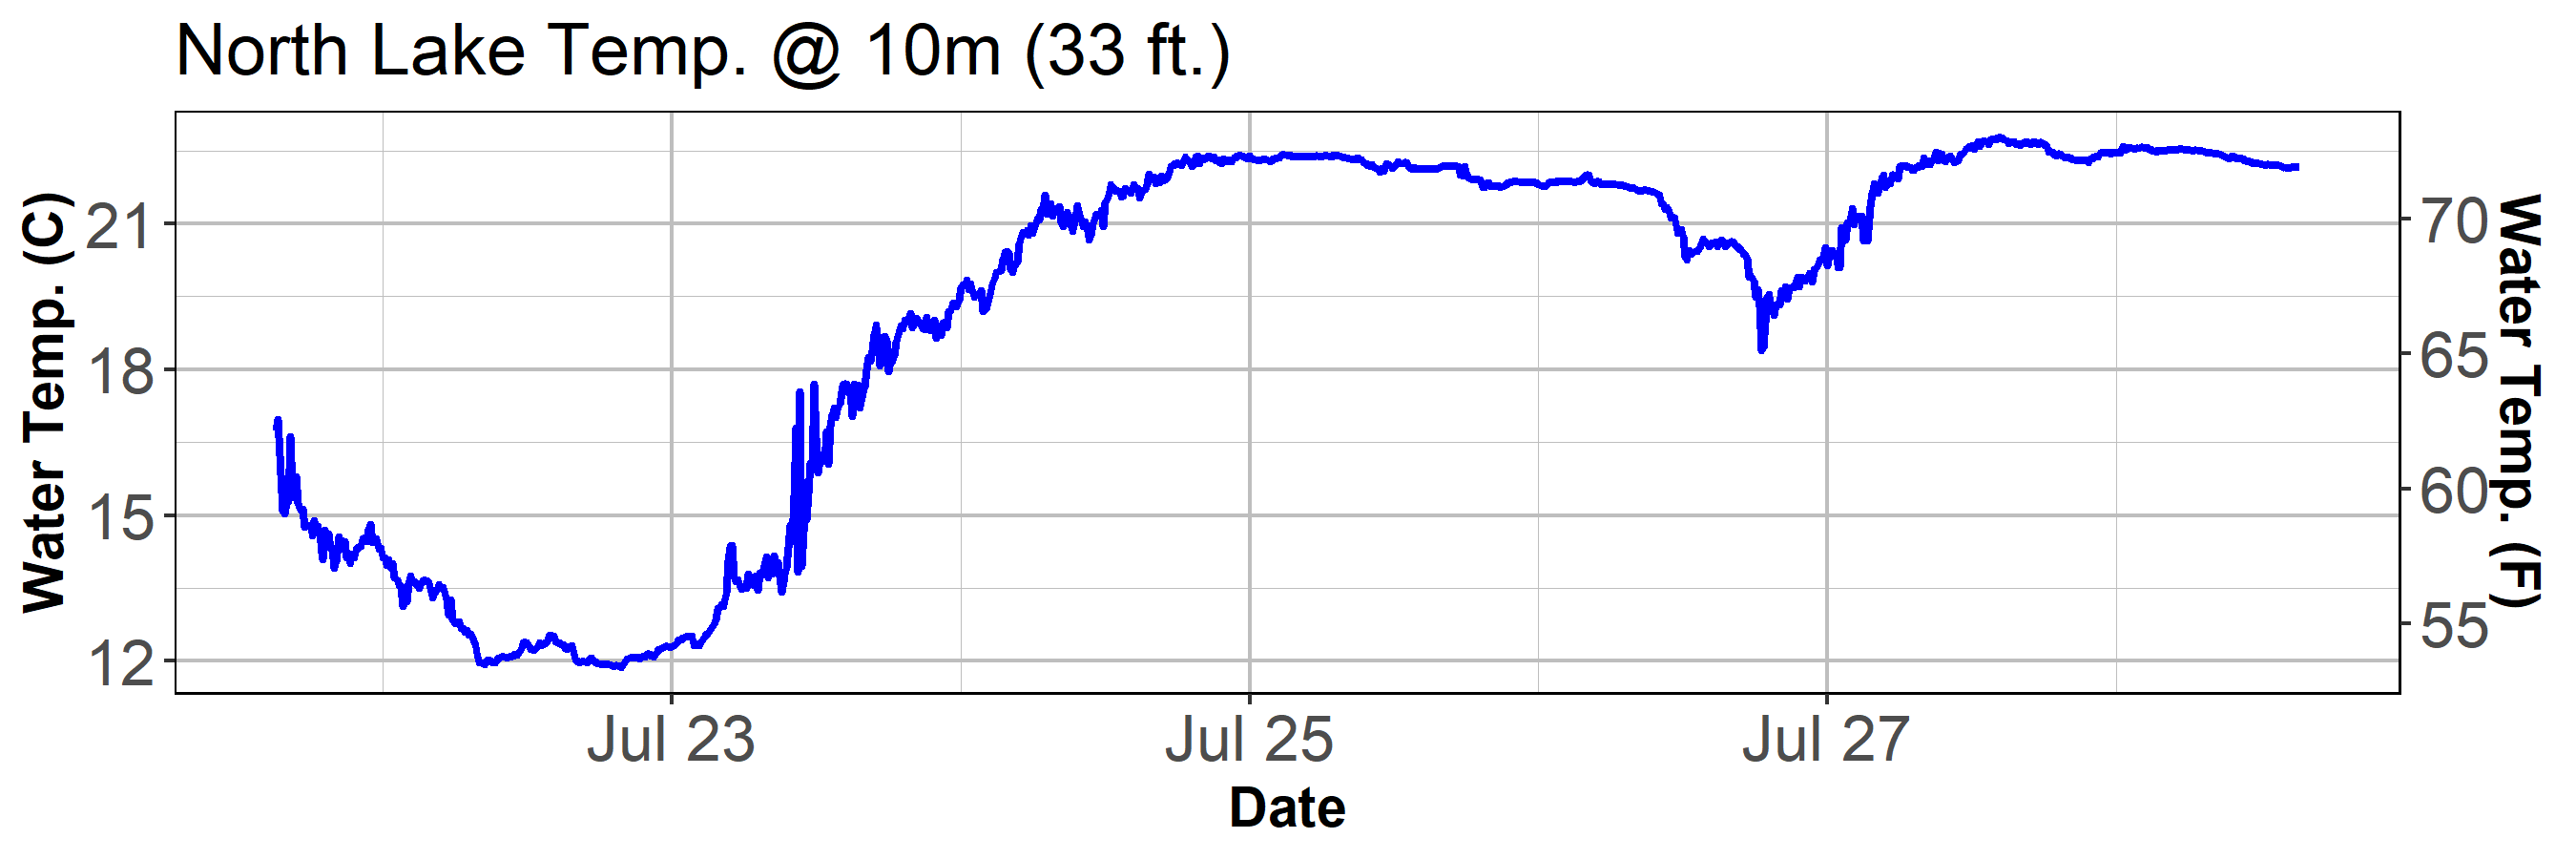 North Lake Temp. @ 10m (33 ft.)
Water Temp. (C)
21
18
15
12
70
65
60
55
Water Temp. (F)
Jul 23 Jul 25 Jul 27
Date